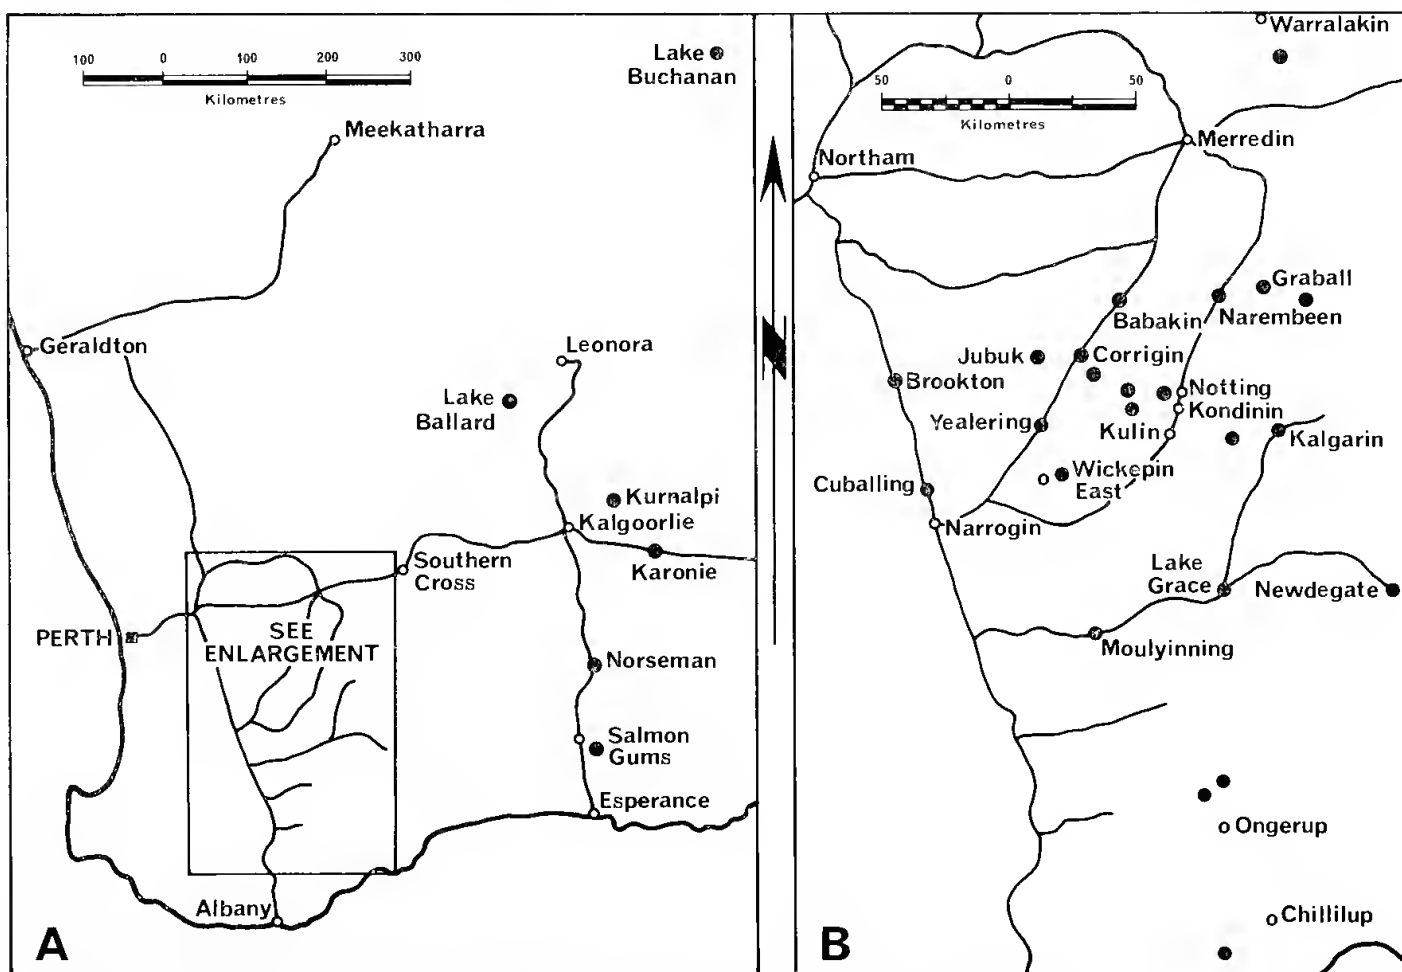 100 0 100 200 300
Kilometres
Lake
Buchanan
Meekatharra
Geraldton
Leonora
Lake
Ballard
Kurnalpi
Kalgoorlie
Southern
Cross
Karonie
PERTH
SEE
ENLARGEMENT
Norseman
Salmon
Gums
Esperance
Albany
A
Warralakin
50 0 50
Kilometres
Merredin
Northam
Graball
Babakin
Narembeen
Jubuk
Corrigin
Brookton
Notting
Kondinin
Yealering
Kulin
Kalgarin
Wickepin
East
Cuballing
Narrogin
Lake
Grace
Newdegate
Moulyinning
Ongerup
Chillilup
B